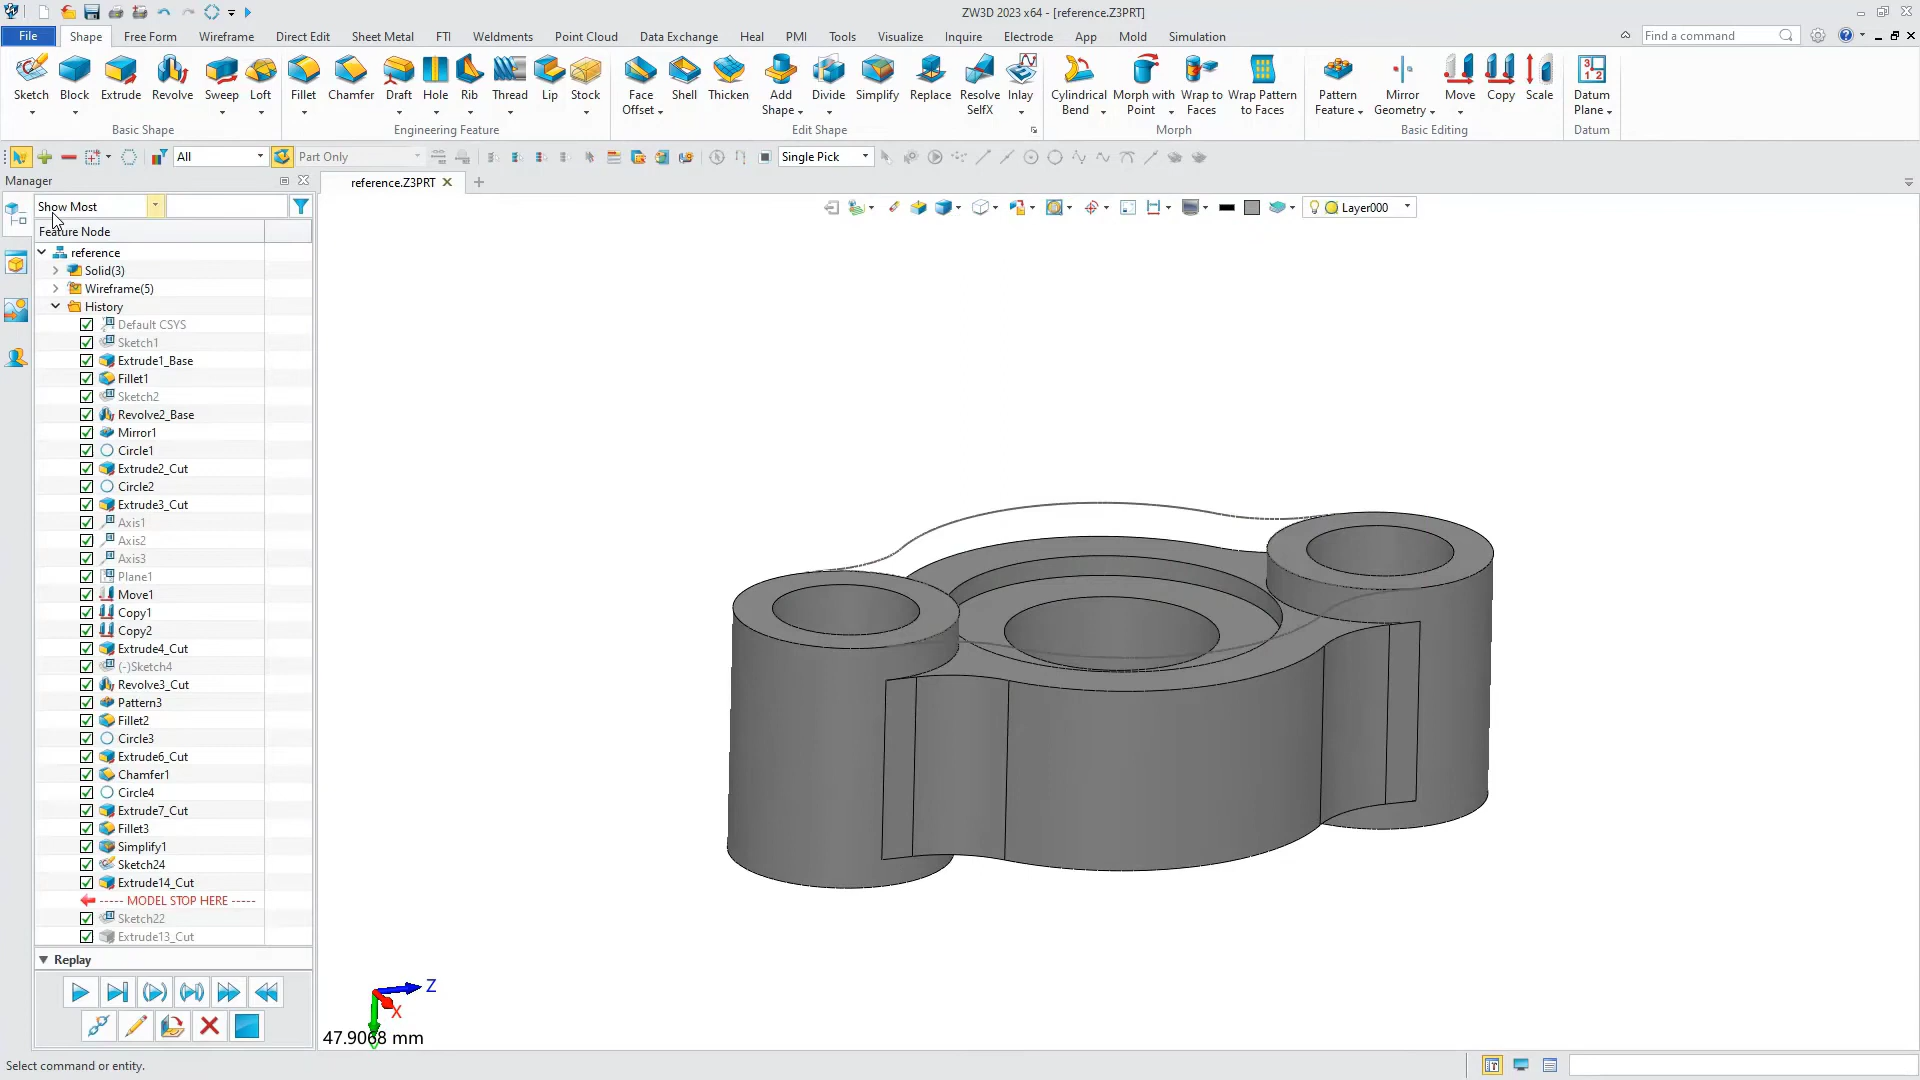 ZW3D 2023 x64 - [reference.Z3PRT]
File Shape Free Form Wireframe Direct Edit Sheet Metal FTI Weldments Point Cloud Data Exchange Heal PMI Tools Visualize Inquire Electrode App Mold Simulation Find a command
Sketch Block Extrude Revolve Sweep Loft Fillet Chamfer Draft Hole Rib Thread Lip Stock Face Offset Shell Thicken Add Shape Divide Simplify Replace Resolve SelfX Inlay Cylindrical Bend Morph with Point Wrap to Faces Wrap Pattern to Faces Pattern Feature Mirror Geometry Move Copy Scale Datum Plane
Basic Shape Engineering Feature Edit Shape Morph Basic Editing Datum
All Part Only Single Pick
Manager reference.Z3PRT
Show Most Layer000
Feature Node
reference
Solid(3)
Wireframe(5)
History
Default CSYS
Sketch1
Extrude1_Base
Fillet1
Sketch2
Revolve2_Base
Mirror1
Circle1
Extrude2_Cut
Circle2
Extrude3_Cut
Axis1
Axis2
Axis3
Plane1
Move1
Copy1
Copy2
Extrude4_Cut
(-)Sketch4
Revolve3_Cut
Pattern3
Fillet2
Circle3
Extrude6_Cut
Chamfer1
Circle4
Extrude7_Cut
Fillet3
Simplify1
Sketch24
Extrude14_Cut
----- MODEL STOP HERE -----
Sketch22
Extrude13_Cut
Replay
Z
X
47.9068 mm
Select command or entity.